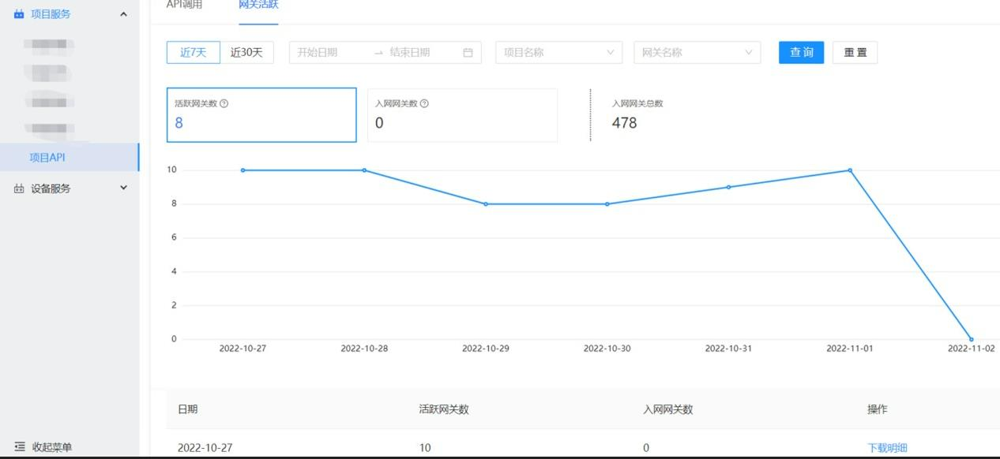 项目服务
项目API
设备服务
收起菜单
API调用 网关活跃
近7天 近30天 开始日期 → 结束日期 项目名称 网关名称 查询 重置
活跃网关数 入网网关数 入网网关总数
8 0 478
10
8
6
4
2
0
2022-10-27 2022-10-28 2022-10-29 2022-10-30 2022-10-31 2022-11-01 2022-11-02
日期 活跃网关数 入网网关数 操作
2022-10-27 10 0 下载明细